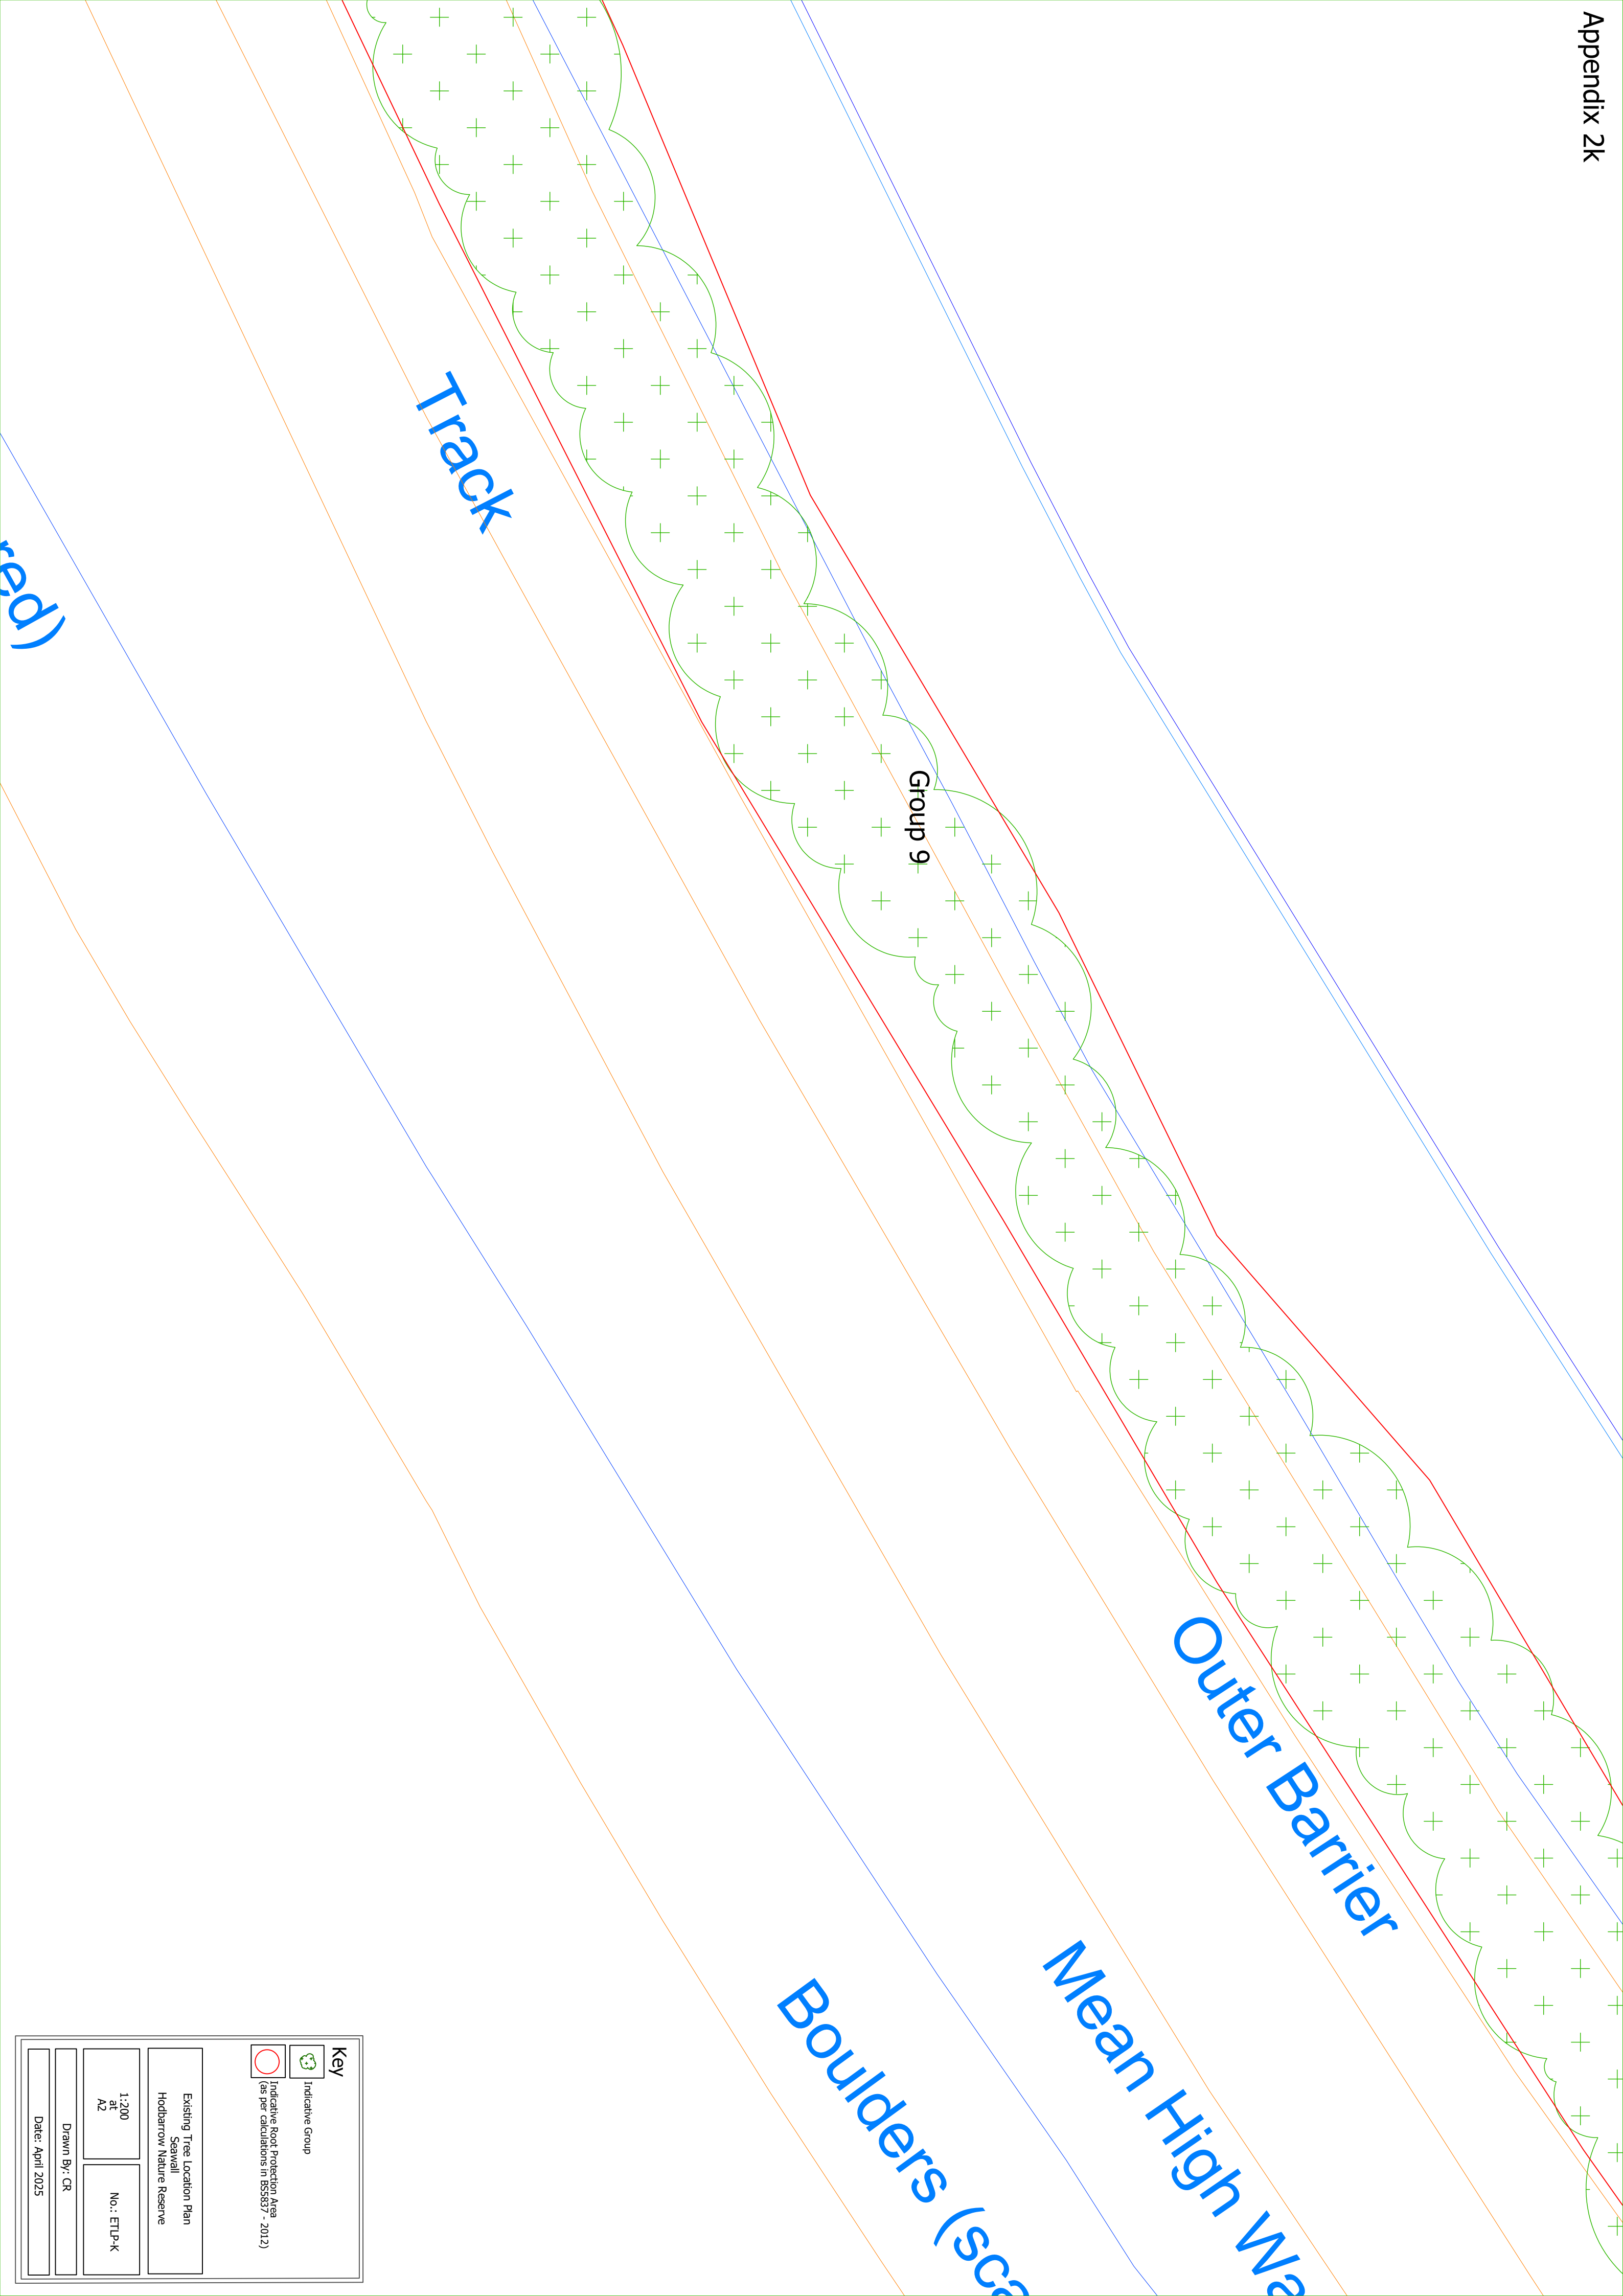 Appendix 2k
Group 9
Track
red)
Outer Barrier
Mean High Wa
Boulders (sca
Key
Indicative Group
Indicative Root Protection Area
(as per calculations in BS5837 - 2012)
Existing Tree Location Plan
Seawall
Hodbarrow Nature Reserve
1:200
at
A2
No.: ETLP-K
Drawn By: CR
Date: April 2025